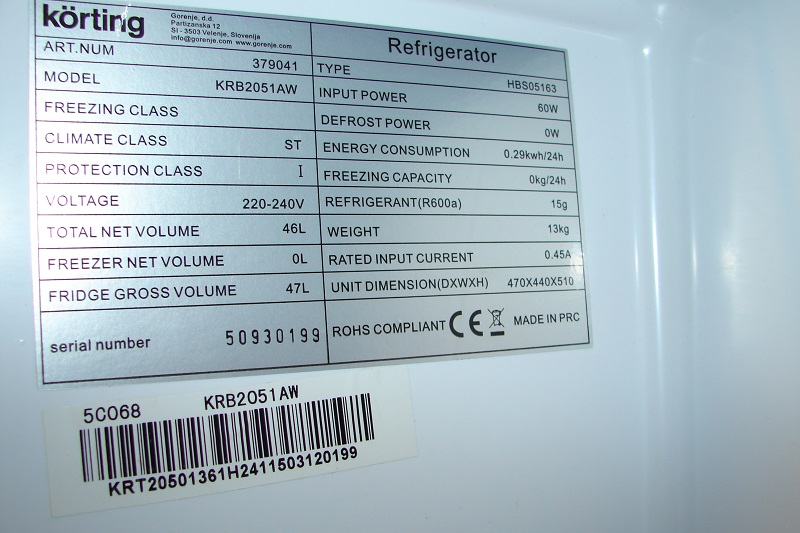 körting
Gorenje, d.d.
Partizanska 12
SI - 3503 Velenje, Slovenija
info@gorenje.com www.gorenje.com
Refrigerator
ART.NUM 379041
TYPE HBS05163
MODEL KRB2051AW
INPUT POWER 60W
FREEZING CLASS
DEFROST POWER 0W
CLIMATE CLASS ST
ENERGY CONSUMPTION 0.29kwh/24h
PROTECTION CLASS I
FREEZING CAPACITY 0kg/24h
VOLTAGE 220-240V
REFRIGERANT(R600a) 15g
TOTAL NET VOLUME 46L
WEIGHT 13kg
FREEZER NET VOLUME 0L
RATED INPUT CURRENT 0.45A
FRIDGE GROSS VOLUME 47L
UNIT DIMENSION(DXWXH) 470X440X510
serial number 50930199
ROHS COMPLIANT CE MADE IN PRC
5C068 KRB2051AW
KRT20501361H2411503120199